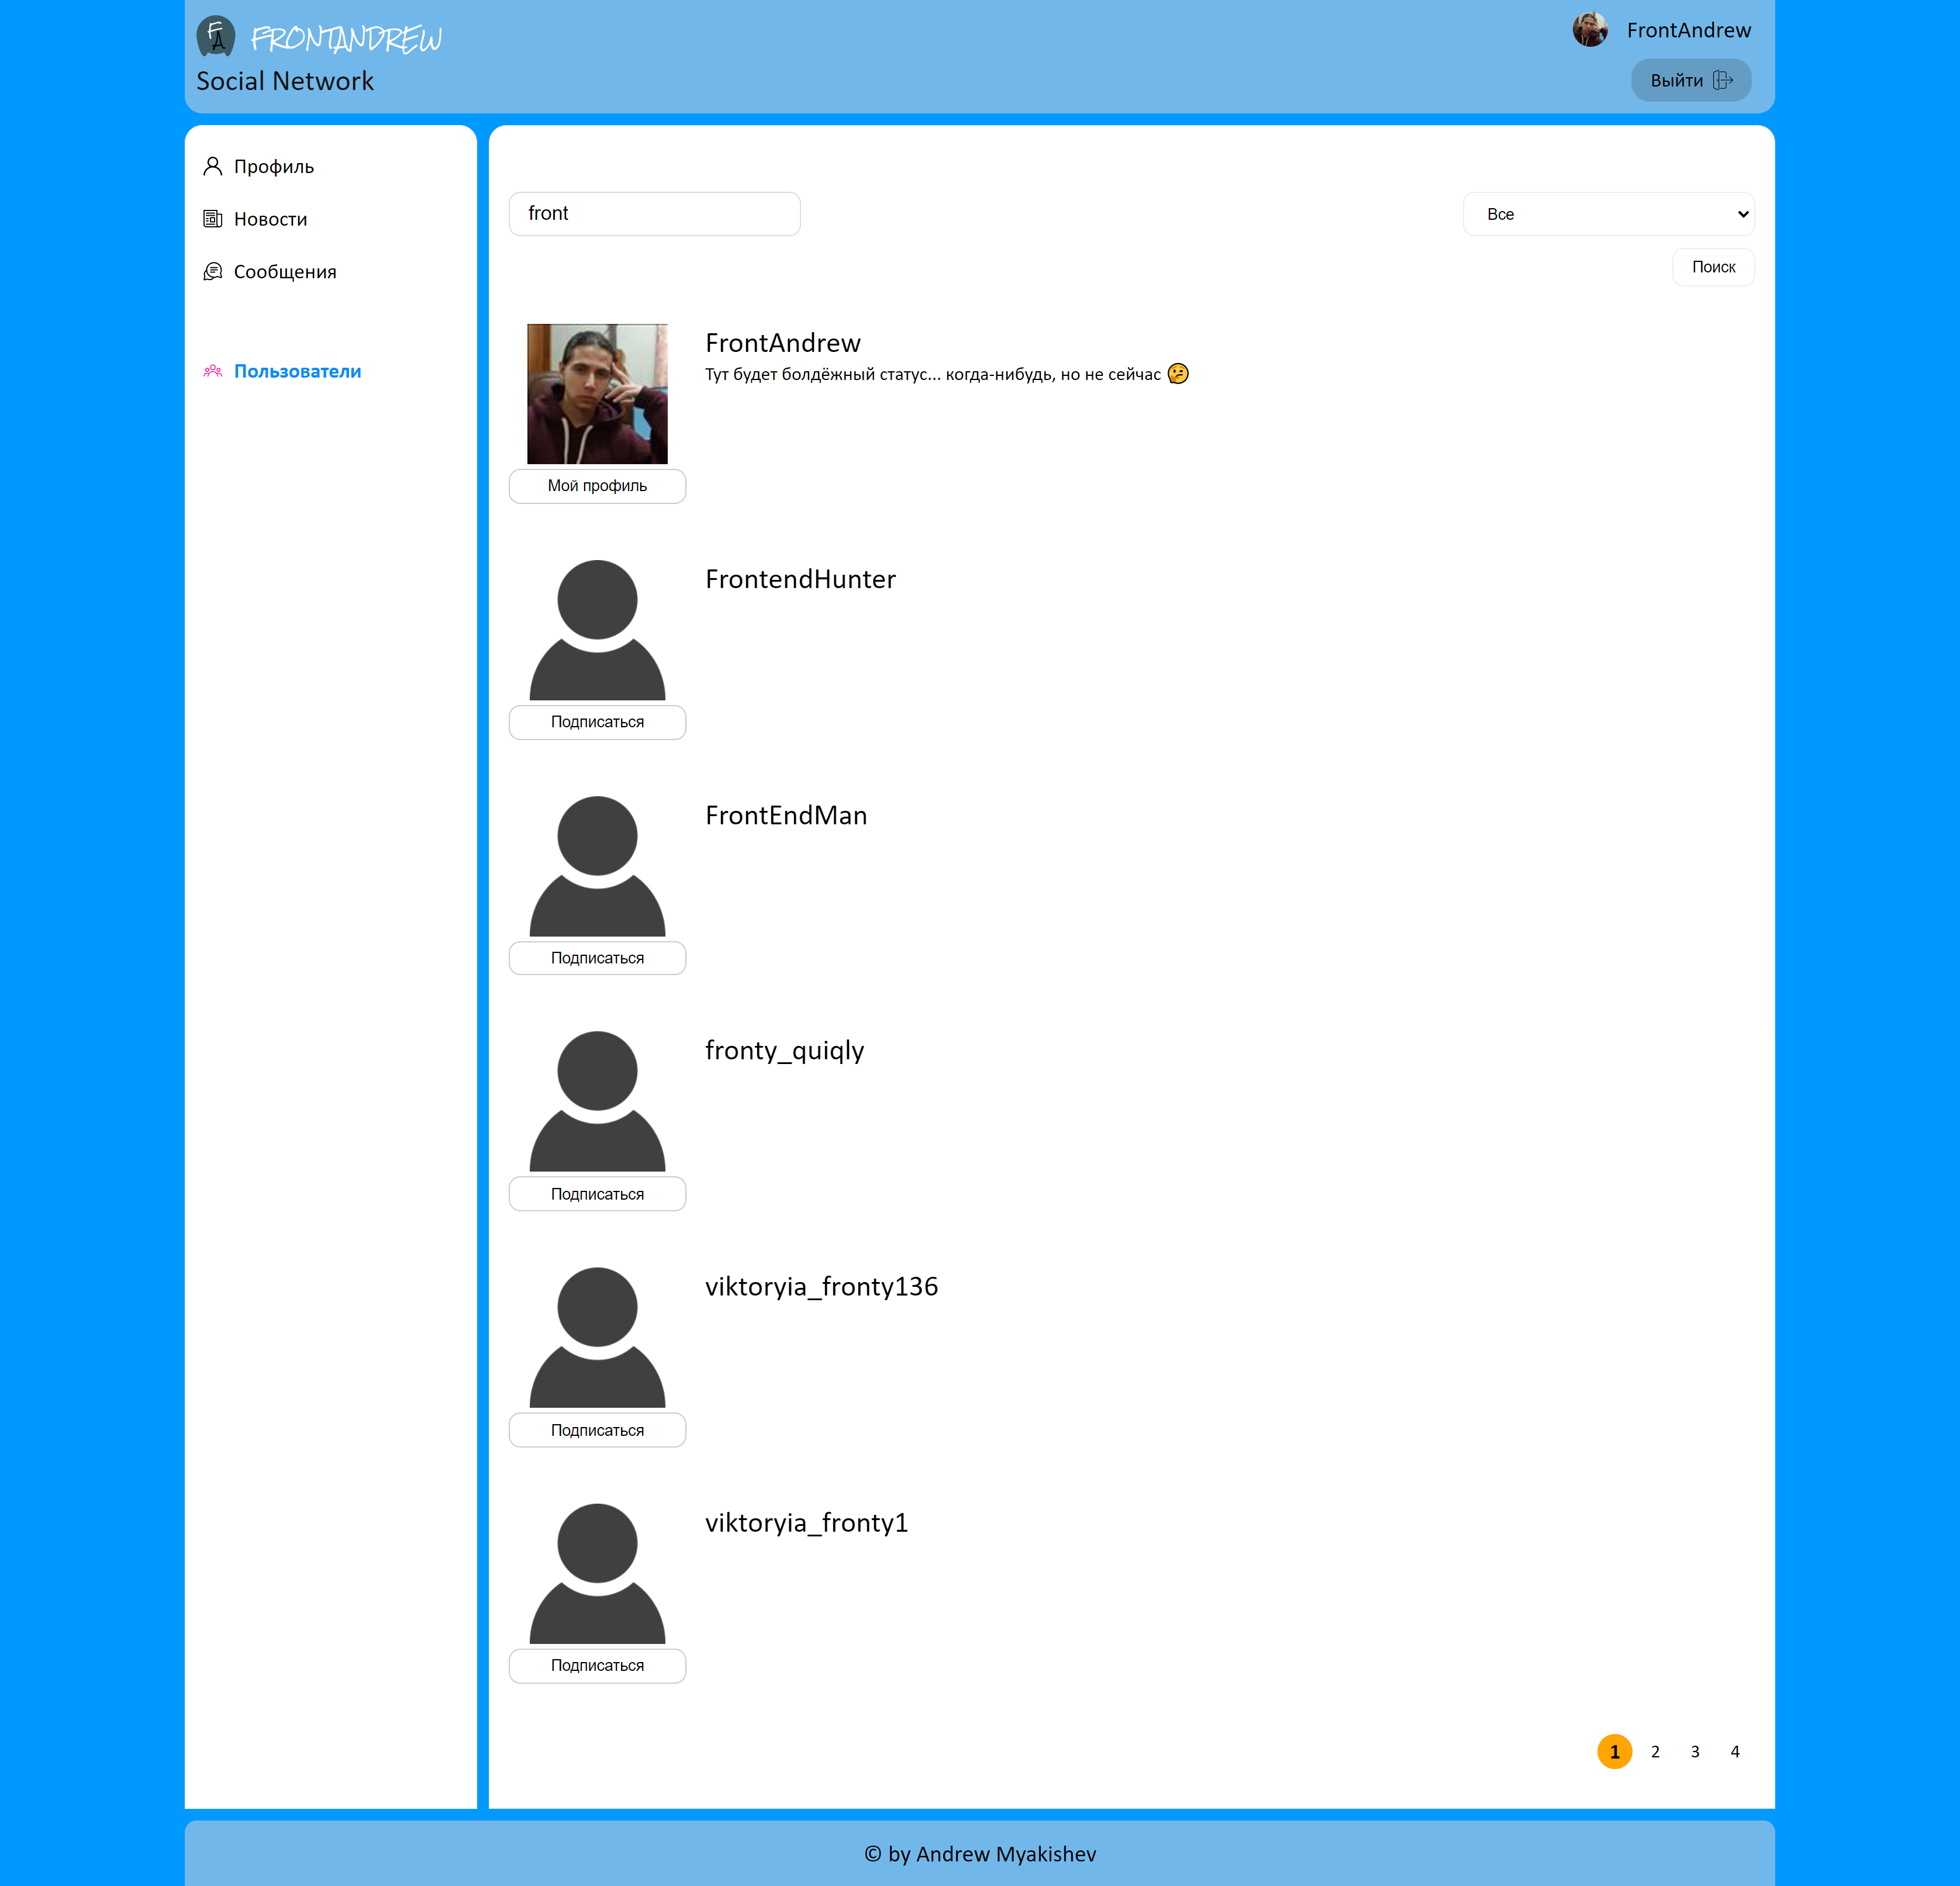 FA
FRONTANDREW
Social Network
FrontAndrew
Выйти
Профиль
Новости
Сообщения
Пользователи
front
Все
Поиск
FrontAndrew
Тут будет болдёжный статус... когда-нибудь, но не сейчас 🤔
Мой профиль
FrontendHunter
Подписаться
FrontEndMan
Подписаться
fronty_quiqly
Подписаться
viktoryia_fronty136
Подписаться
viktoryia_fronty1
Подписаться
1 2 3 4
© by Andrew Myakishev